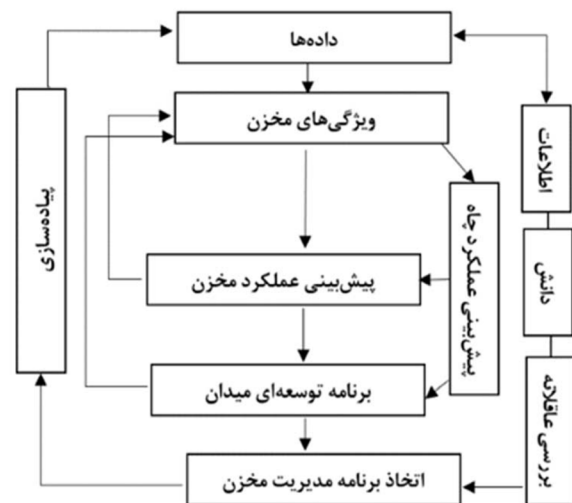 داده‌ها
ویژگی‌های مخزن
پیش‌بینی عملکرد مخزن
برنامه توسعه‌ای میدان
اتخاذ برنامه مدیریت مخزن
پیاده‌سازی
پیش‌بینی عملکرد چاه
اطلاعات
دانش
بررسی عاقلانه